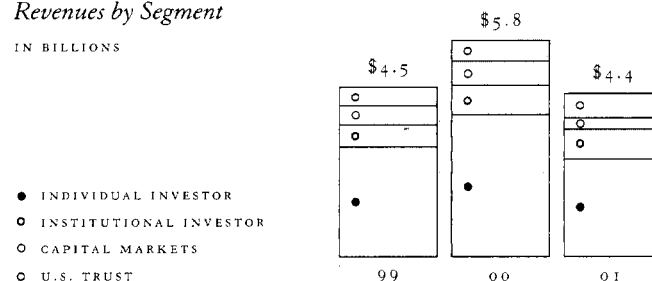 Revenues by Segment
IN BILLIONS
$4.5
$5.8
$4.4
INDIVIDUAL INVESTOR
INSTITUTIONAL INVESTOR
CAPITAL MARKETS
U.S. TRUST
99
00
01